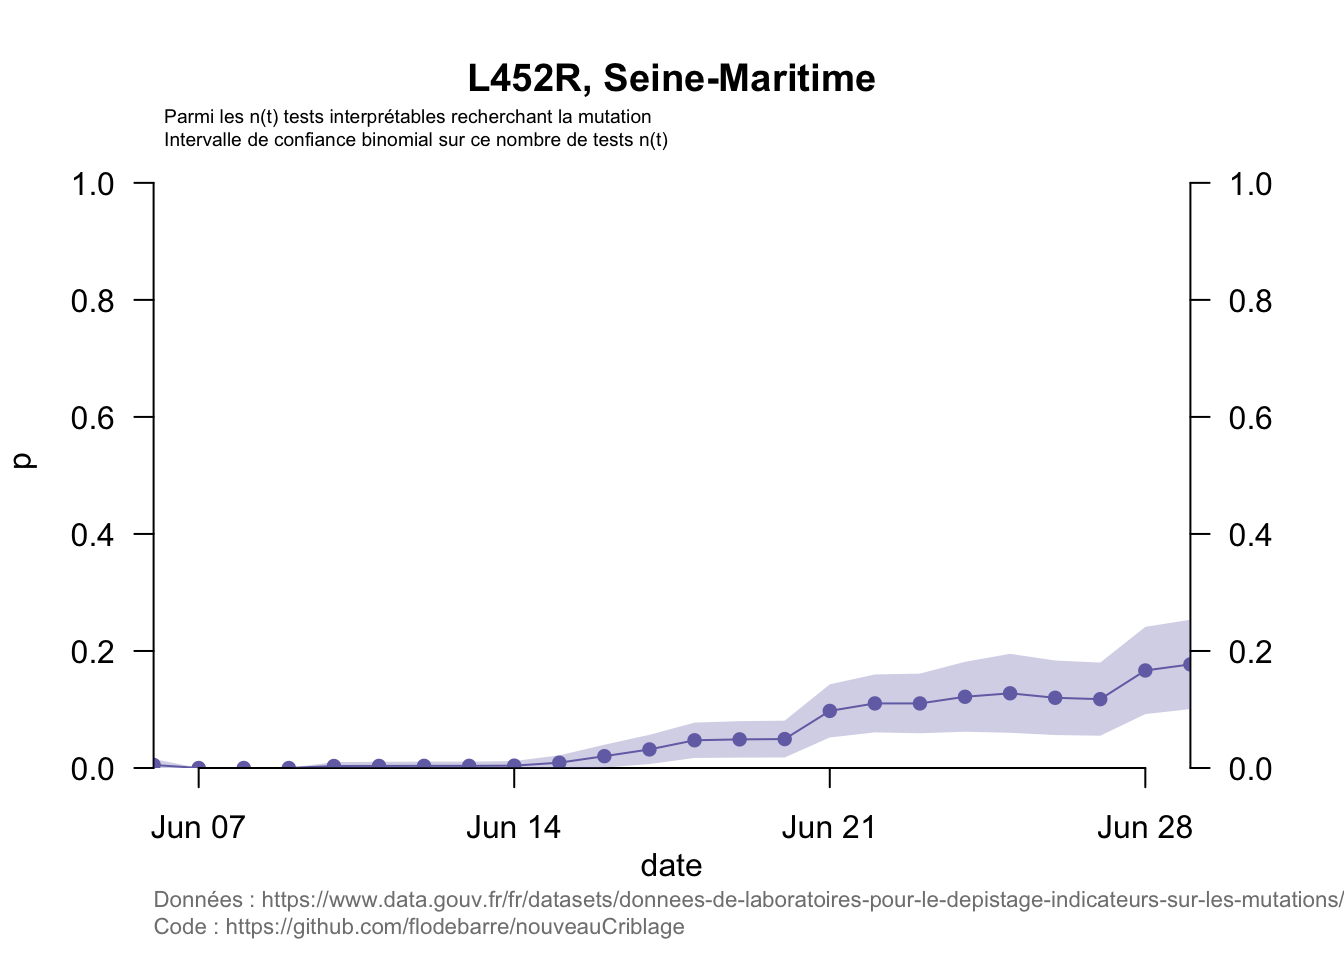 L452R, Seine-Maritime
Parmi les n(t) tests interprétables recherchant la mutation
Intervalle de confiance binomial sur ce nombre de tests n(t)
1.0 1.0
0.8 0.8
0.6 0.6
p
0.4 0.4
0.2 0.2
0.0 0.0
Jun 07 Jun 14 Jun 21 Jun 28
date
Données : https://www.data.gouv.fr/fr/datasets/donnees-de-laboratoires-pour-le-depistage-indicateurs-sur-les-mutations/
Code : https://github.com/flodebarre/nouveauCriblage